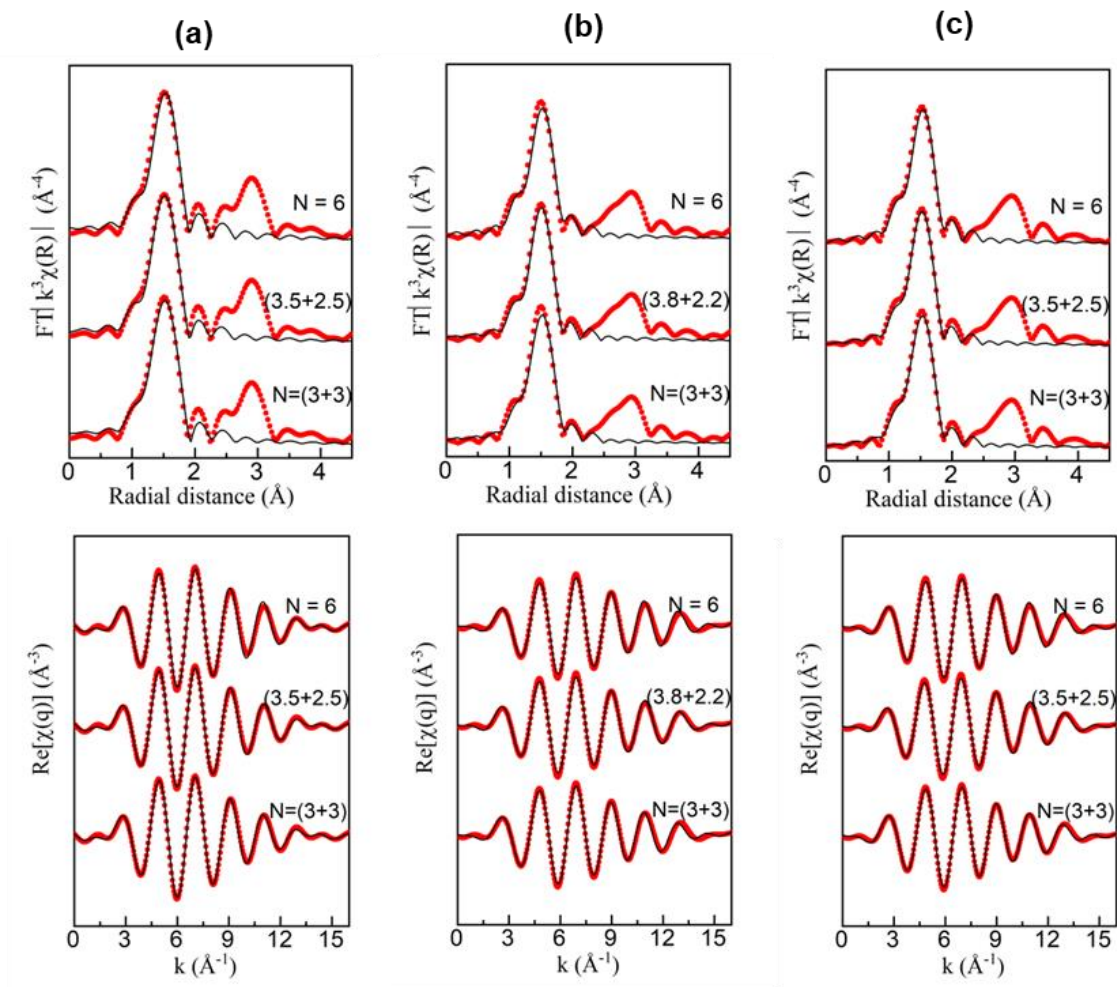 (a)
FT| k³χ(R)| (Å⁻⁴)
N = 6
(3.5+2.5)
N=(3+3)
0 1 2 3 4
Radial distance (Å)
(b)
FT| k³χ(R)| (Å⁻⁴)
N = 6
(3.8+2.2)
N=(3+3)
0 1 2 3 4
Radial distance (Å)
(c)
FT| k³χ(R)| (Å⁻⁴)
N = 6
(3.5+2.5)
N=(3+3)
0 1 2 3 4
Radial distance (Å)
Re[χ(q)] (Å⁻³)
N = 6
(3.5+2.5)
N=(3+3)
0 3 6 9 12 15
k (Å⁻¹)
Re[χ(q)] (Å⁻³)
N = 6
(3.8+2.2)
N=(3+3)
0 3 6 9 12 15
k (Å⁻¹)
Re[χ(q)] (Å⁻³)
N = 6
(3.5+2.5)
N=(3+3)
0 3 6 9 12 15
k (Å⁻¹)